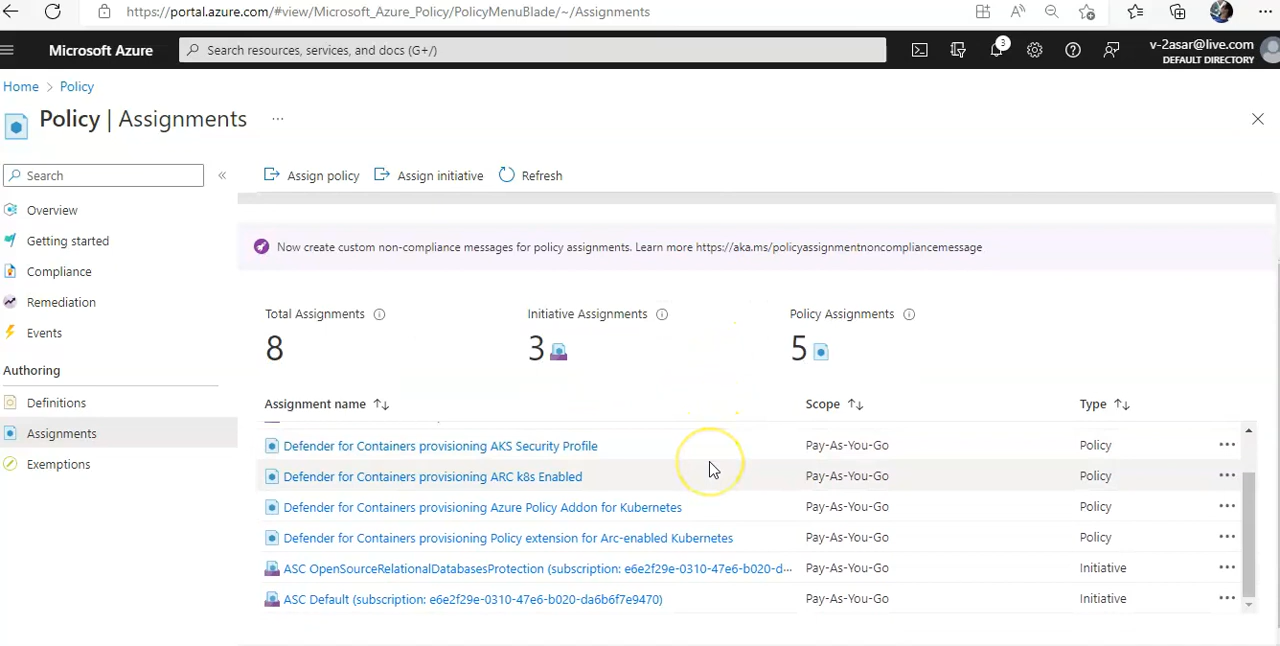 https://portal.azure.com/#view/Microsoft_Azure_Policy/PolicyMenuBlade/~/Assignments
Microsoft Azure
Search resources, services, and docs (G+/)
3
v-2asar@live.com
DEFAULT DIRECTORY
Home > Policy
Policy | Assignments ...
Search
«
Assign policy
Assign initiative
Refresh
Overview
Getting started
Compliance
Remediation
Events
Authoring
Definitions
Assignments
Exemptions
Now create custom non-compliance messages for policy assignments. Learn more https://aka.ms/policyassignmentnoncompliancemessage
Total Assignments
8
Initiative Assignments
3
Policy Assignments
5
Assignment name ↑↓ Scope ↑↓ Type ↑↓
Defender for Containers provisioning AKS Security Profile Pay-As-You-Go Policy ...
Defender for Containers provisioning ARC k8s Enabled Pay-As-You-Go Policy ...
Defender for Containers provisioning Azure Policy Addon for Kubernetes Pay-As-You-Go Policy ...
Defender for Containers provisioning Policy extension for Arc-enabled Kubernetes Pay-As-You-Go Policy ...
ASC OpenSourceRelationalDatabasesProtection (subscription: e6e2f29e-0310-47e6-b020-d... Pay-As-You-Go Initiative ...
ASC Default (subscription: e6e2f29e-0310-47e6-b020-da6b6f7e9470) Pay-As-You-Go Initiative ...